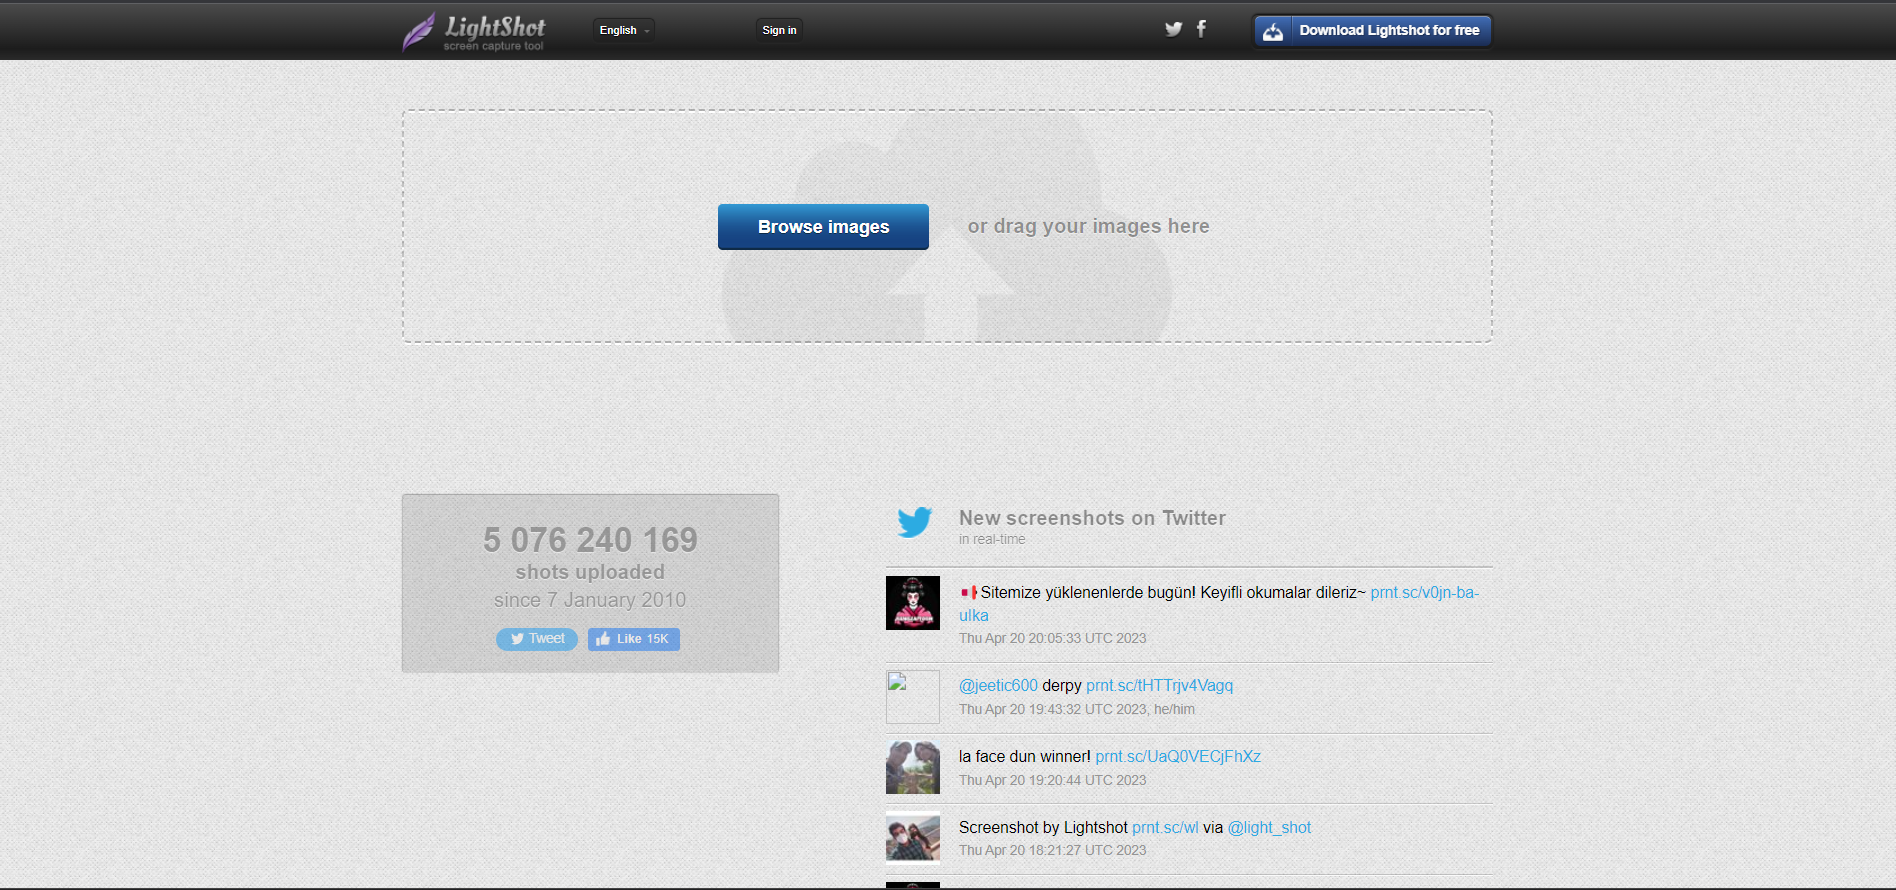 LightShot
screen capture tool
English
Sign in
Download Lightshot for free
Browse images
or drag your images here
5 076 240 169
shots uploaded
since 7 January 2010
Tweet
Like 15K
New screenshots on Twitter
in real-time
Sitemize yüklenenlerde bugün! Keyifli okumalar dileriz~ prnt.sc/v0jn-ba-
ulka
Thu Apr 20 20:05:33 UTC 2023
@jeetic600 derpy prnt.sc/tHTTrjv4Vagq
Thu Apr 20 19:43:32 UTC 2023, he/him
la face dun winner! prnt.sc/UaQ0VECjFhXz
Thu Apr 20 19:20:44 UTC 2023
Screenshot by Lightshot prnt.sc/wl via @light_shot
Thu Apr 20 18:21:27 UTC 2023